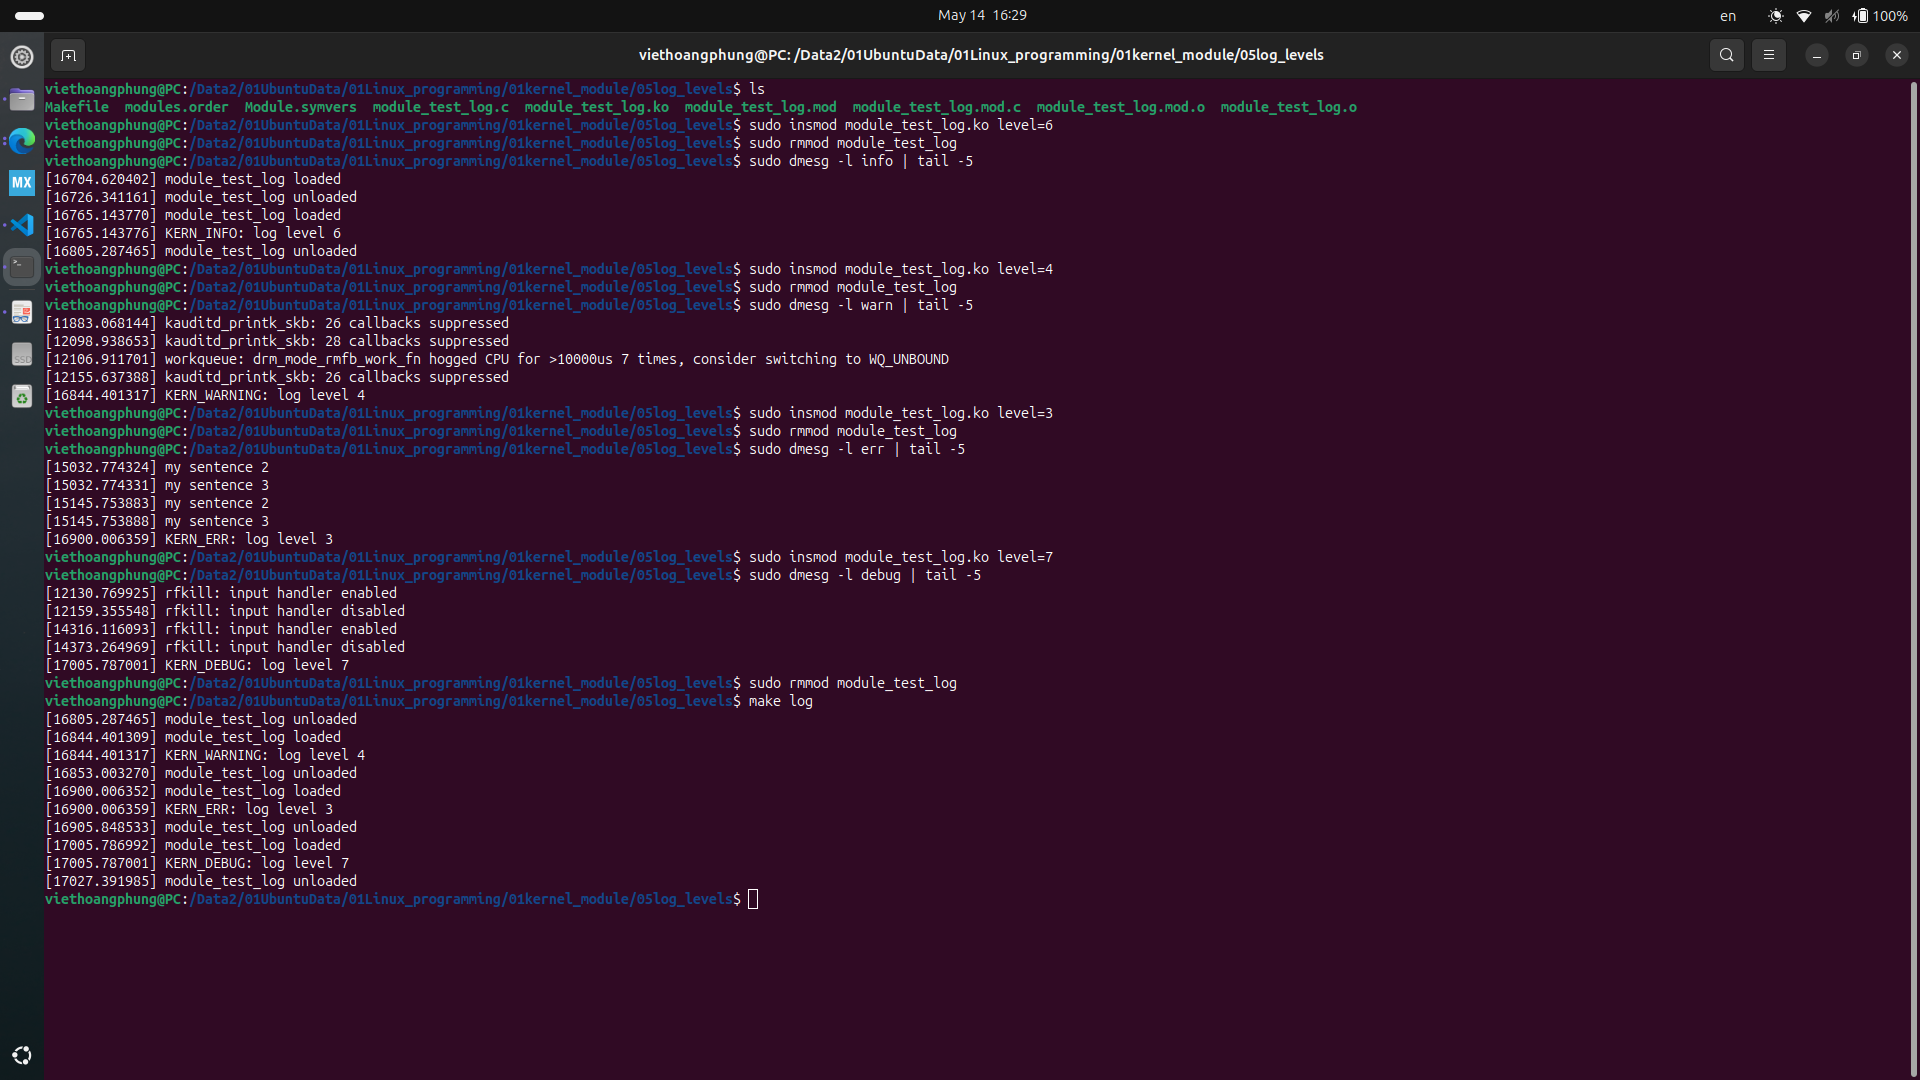 May 14 16:29
en
100%
viethoangphung@PC: /Data2/01UbuntuData/01Linux_programming/01kernel_module/05log_levels
viethoangphung@PC:/Data2/01UbuntuData/01Linux_programming/01kernel_module/05log_levels$ ls
Makefile modules.order Module.symvers module_test_log.c module_test_log.ko module_test_log.mod module_test_log.mod.c module_test_log.mod.o module_test_log.o
viethoangphung@PC:/Data2/01UbuntuData/01Linux_programming/01kernel_module/05log_levels$ sudo insmod module_test_log.ko level=6
viethoangphung@PC:/Data2/01UbuntuData/01Linux_programming/01kernel_module/05log_levels$ sudo rmmod module_test_log
viethoangphung@PC:/Data2/01UbuntuData/01Linux_programming/01kernel_module/05log_levels$ sudo dmesg -l info | tail -5
[16704.620402] module_test_log loaded
[16726.341161] module_test_log unloaded
[16765.143770] module_test_log loaded
[16765.143776] KERN_INFO: log level 6
[16805.287465] module_test_log unloaded
viethoangphung@PC:/Data2/01UbuntuData/01Linux_programming/01kernel_module/05log_levels$ sudo insmod module_test_log.ko level=4
viethoangphung@PC:/Data2/01UbuntuData/01Linux_programming/01kernel_module/05log_levels$ sudo rmmod module_test_log
viethoangphung@PC:/Data2/01UbuntuData/01Linux_programming/01kernel_module/05log_levels$ sudo dmesg -l warn | tail -5
[11883.068144] kauditd_printk_skb: 26 callbacks suppressed
[12098.938653] kauditd_printk_skb: 28 callbacks suppressed
[12106.911701] workqueue: drm_mode_rmfb_work_fn hogged CPU for >10000us 7 times, consider switching to WQ_UNBOUND
[12155.637388] kauditd_printk_skb: 26 callbacks suppressed
[16844.401317] KERN_WARNING: log level 4
viethoangphung@PC:/Data2/01UbuntuData/01Linux_programming/01kernel_module/05log_levels$ sudo insmod module_test_log.ko level=3
viethoangphung@PC:/Data2/01UbuntuData/01Linux_programming/01kernel_module/05log_levels$ sudo rmmod module_test_log
viethoangphung@PC:/Data2/01UbuntuData/01Linux_programming/01kernel_module/05log_levels$ sudo dmesg -l err | tail -5
[15032.774324] my sentence 2
[15032.774331] my sentence 3
[15145.753883] my sentence 2
[15145.753888] my sentence 3
[16900.006359] KERN_ERR: log level 3
viethoangphung@PC:/Data2/01UbuntuData/01Linux_programming/01kernel_module/05log_levels$ sudo insmod module_test_log.ko level=7
viethoangphung@PC:/Data2/01UbuntuData/01Linux_programming/01kernel_module/05log_levels$ sudo dmesg -l debug | tail -5
[12130.769925] rfkill: input handler enabled
[12159.355548] rfkill: input handler disabled
[14316.116093] rfkill: input handler enabled
[14373.264969] rfkill: input handler disabled
[17005.787001] KERN_DEBUG: log level 7
viethoangphung@PC:/Data2/01UbuntuData/01Linux_programming/01kernel_module/05log_levels$ sudo rmmod module_test_log
viethoangphung@PC:/Data2/01UbuntuData/01Linux_programming/01kernel_module/05log_levels$ make log
[16805.287465] module_test_log unloaded
[16844.401309] module_test_log loaded
[16844.401317] KERN_WARNING: log level 4
[16853.003270] module_test_log unloaded
[16900.006352] module_test_log loaded
[16900.006359] KERN_ERR: log level 3
[16905.848533] module_test_log unloaded
[17005.786992] module_test_log loaded
[17005.787001] KERN_DEBUG: log level 7
[17027.391985] module_test_log unloaded
viethoangphung@PC:/Data2/01UbuntuData/01Linux_programming/01kernel_module/05log_levels$
MX
SSD